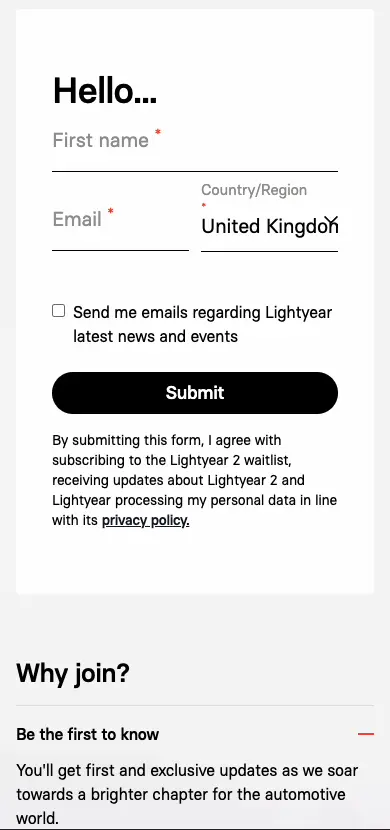 Hello...
First name *
Country/Region
*
Email *
United Kingdom
Send me emails regarding Lightyear
latest news and events
Submit
By submitting this form, I agree with
subscribing to the Lightyear 2 waitlist,
receiving updates about Lightyear 2 and
Lightyear processing my personal data in line
with its privacy policy.
Why join?
Be the first to know
You'll get first and exclusive updates as we soar
towards a brighter chapter for the automotive
world.